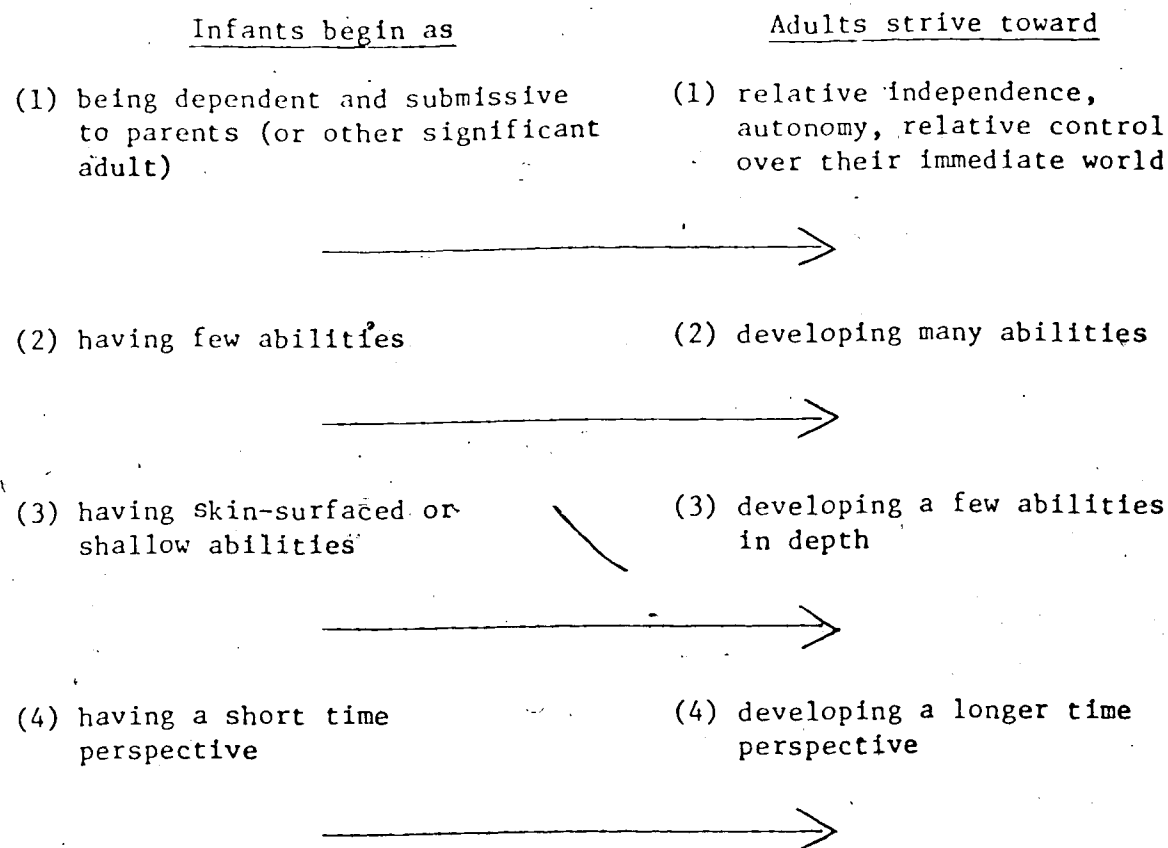 Infants begin as
Adults strive toward
(1) being dependent and submissive
to parents (or other significant
adult)
(1) relative independence,
autonomy, relative control
over their immediate world
(2) having few abilities
(2) developing many abilities
(3) having skin-surfaced or
shallow abilities
(3) developing a few abilities
in depth
(4) having a short time
perspective
(4) developing a longer time
perspective